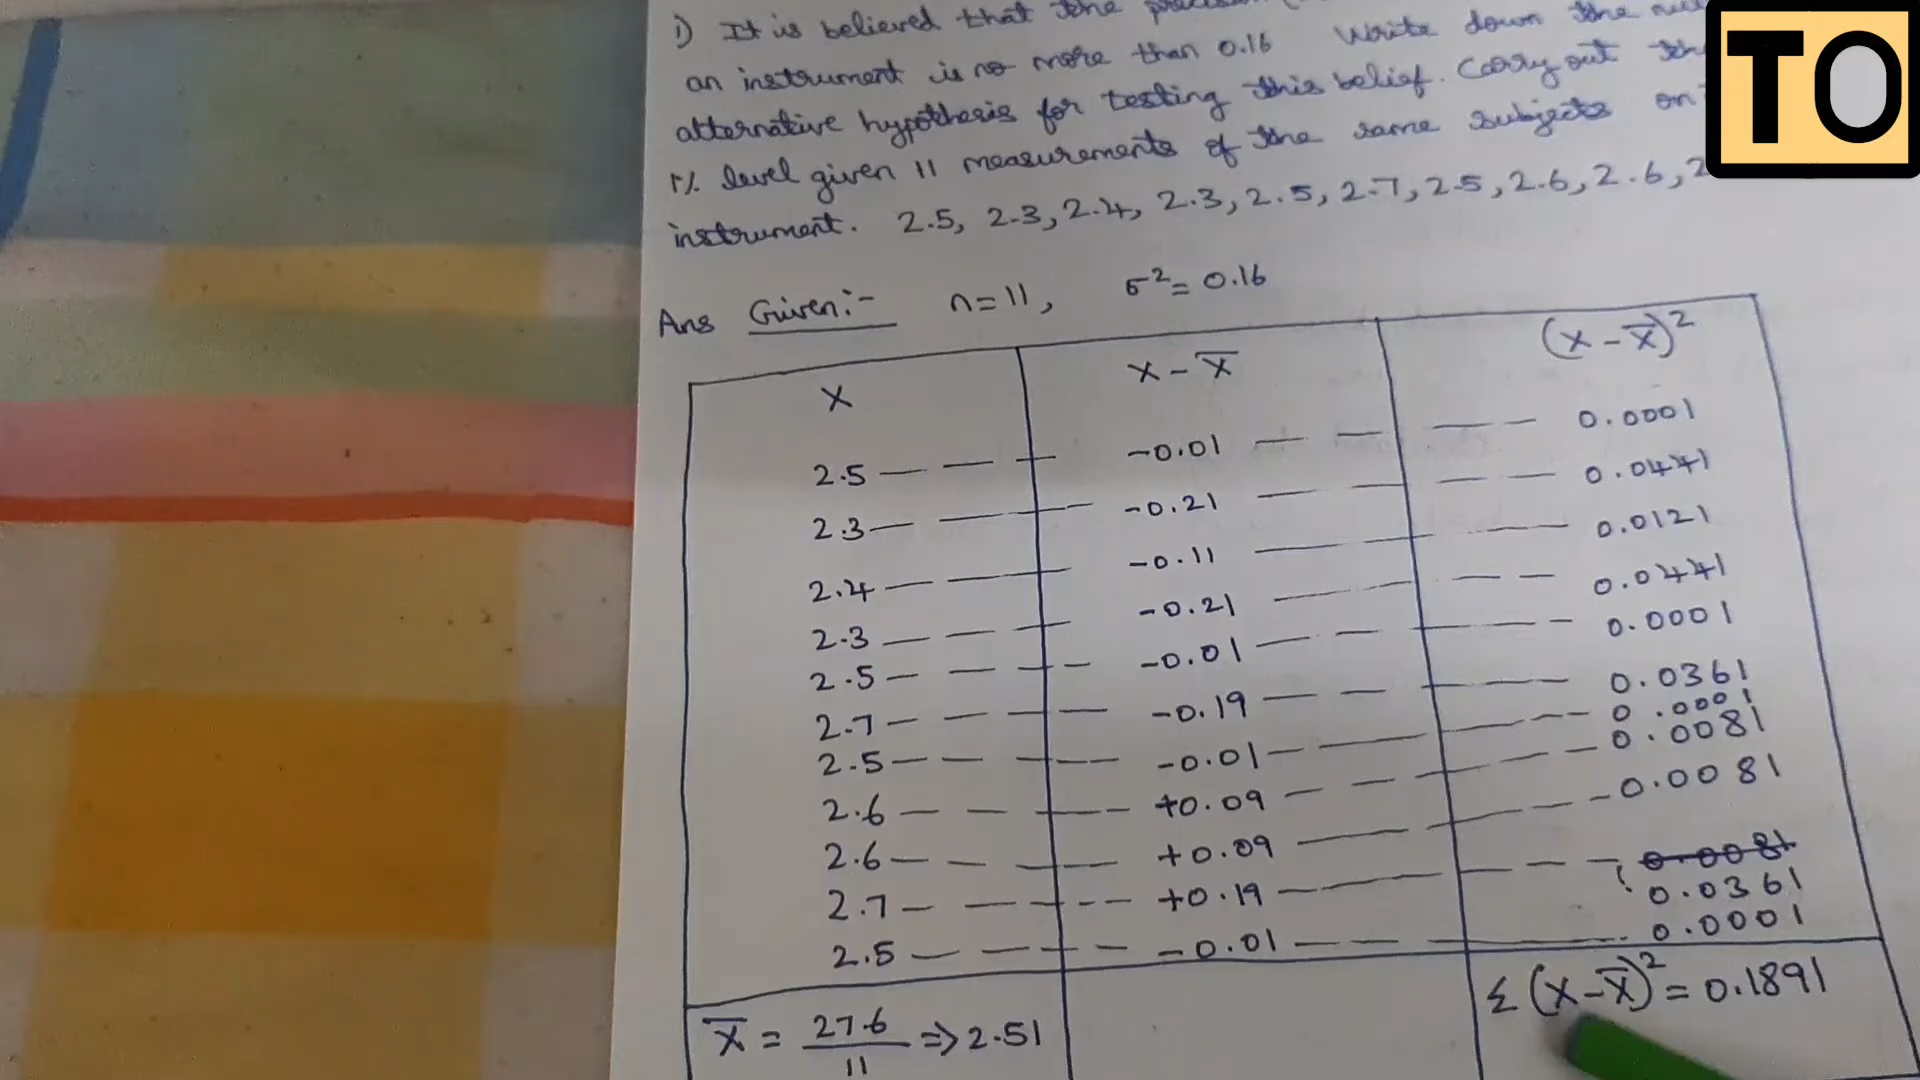 1) It is believed that the precision
an instrument is no more than 0.16 Write down the
alternative hypothesis for testing this belief. Carry out
1% level given 11 measurements of the same subjects on
instrument. 2.5, 2.3, 2.4, 2.3, 2.5, 2.7, 2.5, 2.6, 2.6,
TO
Ans Given:- n=11, σ²= 0.16
X X - X̅ (X - X̅)²
2.5 -0.01 0.0001
2.3 -0.21 0.0441
2.4 -0.11 0.0121
2.3 -0.21 0.0441
2.5 -0.01 0.0001
2.7 -0.19 0.0361
2.5 -0.01 0.0001
2.6 +0.09 0.0081
2.6 +0.09 0.0081
0.0081
2.7 +0.19 0.0361
2.5 -0.01 0.0001
X̅ = 27.6/11 => 2.51 Σ (X-X̅)² = 0.1891